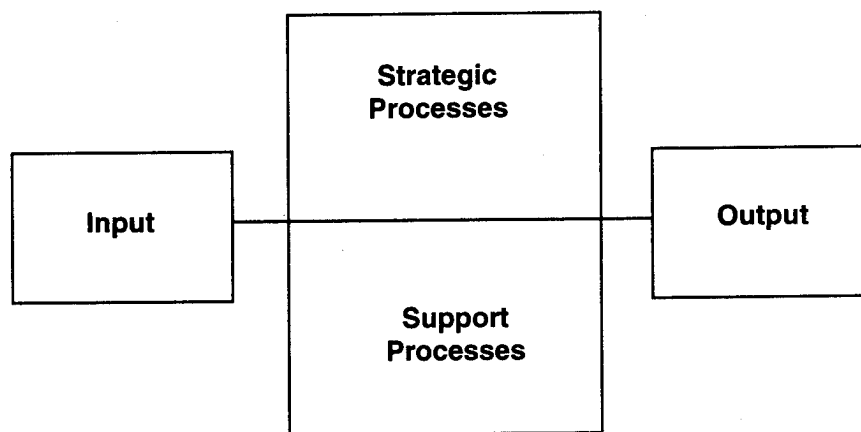 Strategic
Processes
Input
Output
Support
Processes